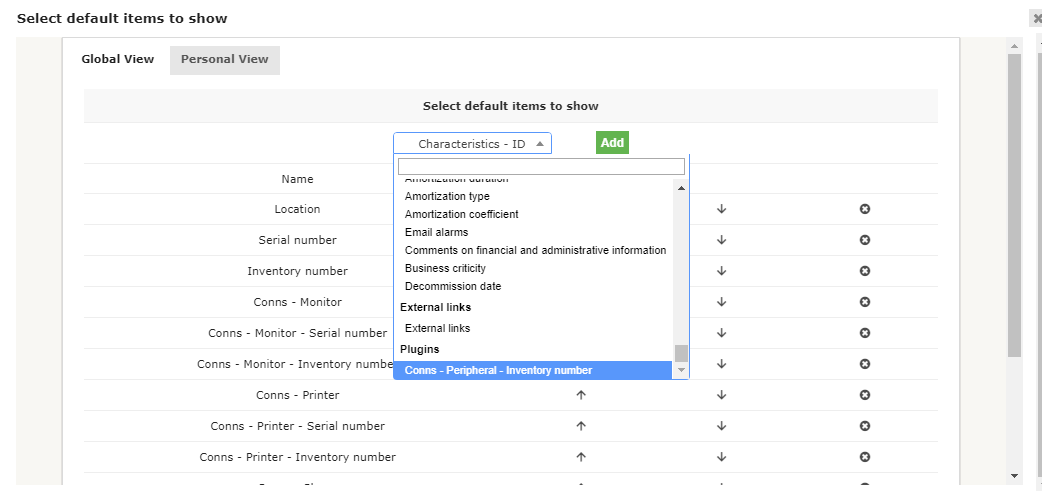 Select default items to show
Global View
Personal View
Select default items to show
Characteristics - ID
Add
Name
Location
Serial number
Inventory number
Conns - Monitor
Conns - Monitor - Serial number
Conns - Monitor - Inventory numbe
Conns - Printer
Conns - Printer - Serial number
Conns - Printer - Inventory number
Amortization duration
Amortization type
Amortization coefficient
Email alarms
Comments on financial and administrative information
Business criticity
Decommission date
External links
External links
Plugins
Conns - Peripheral - Inventory number